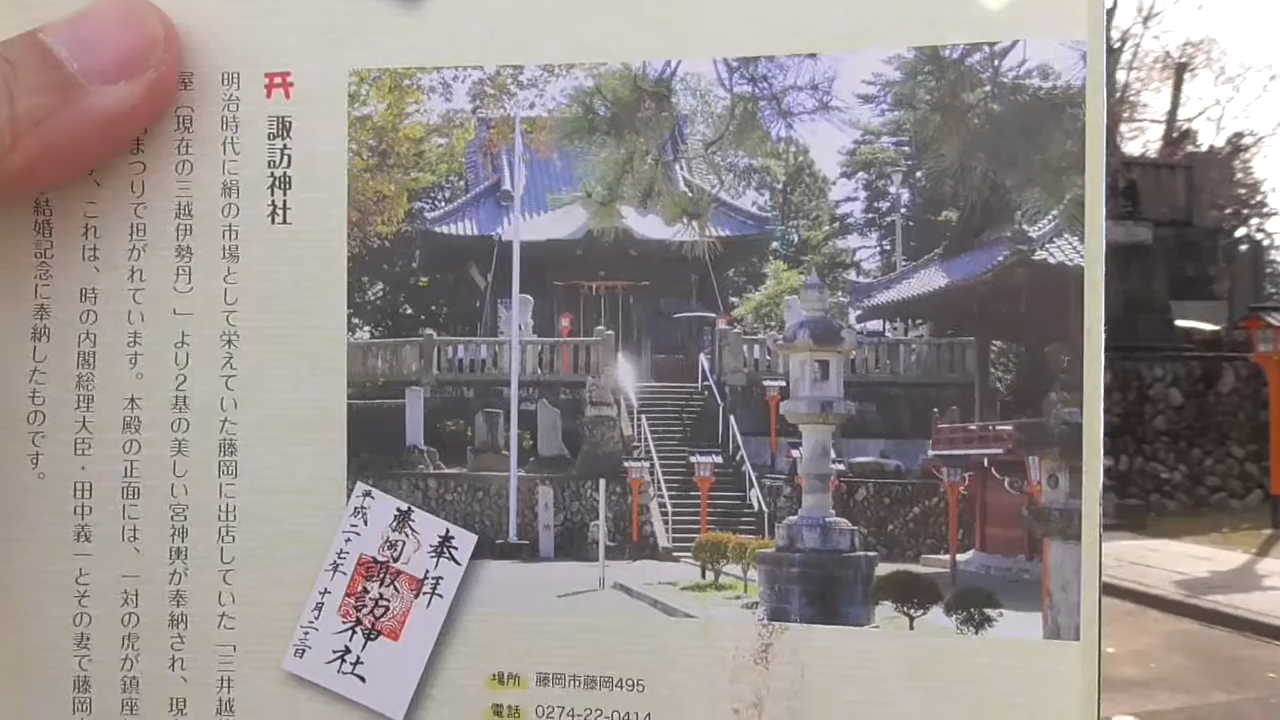 諏訪神社
明治時代に絹の市場として栄えていた藤岡に出店していた「三井越
屋（現在の三越伊勢丹）」より2基の美しい宮神輿が奉納され、現
まつりで担がれています。本殿の正面には、一対の虎が鎮座
、これは、時の内閣総理大臣・田中義一とその妻で藤岡
結婚記念に奉納したものです。
奉拝
藤岡諏訪神社
平成二十七年 十月二十三日
場所 藤岡市藤岡495
電話 0274-22-0414